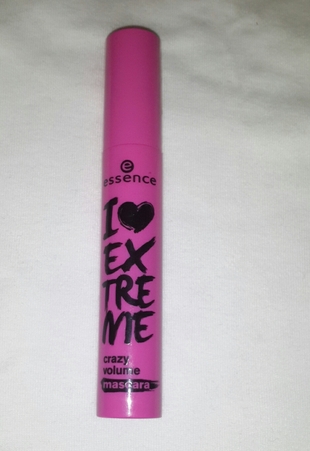 e
essence
I ♥
EX
TRE
ME
crazy
volume
mascara